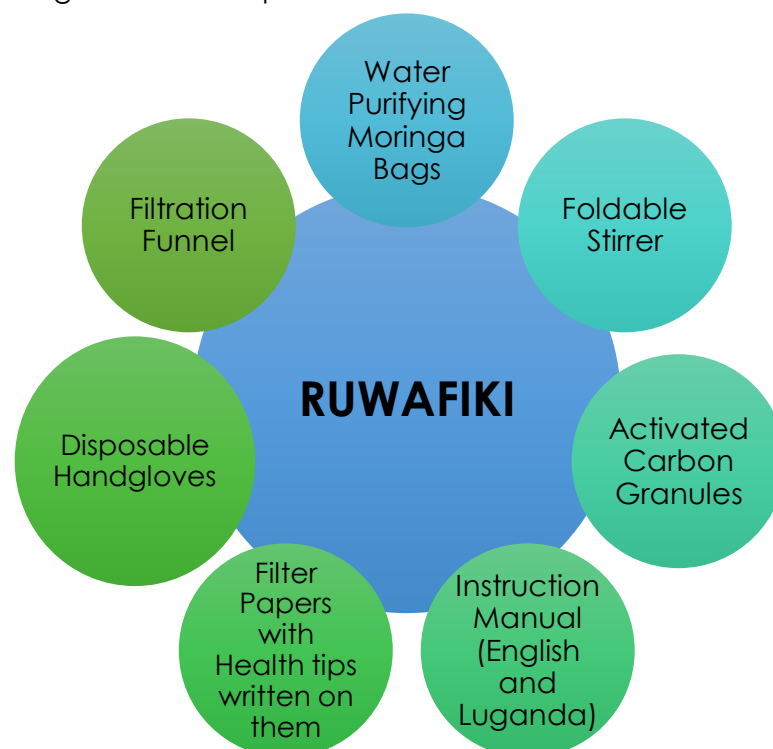 Water
Purifying
Moringa
Bags
Foldable
Stirrer
Activated
Carbon
Granules
Instruction
Manual
(English
and
Luganda)
Filter
Papers
with
Health tips
written on
them
Disposable
Handgloves
Filtration
Funnel
RUWAFIKI